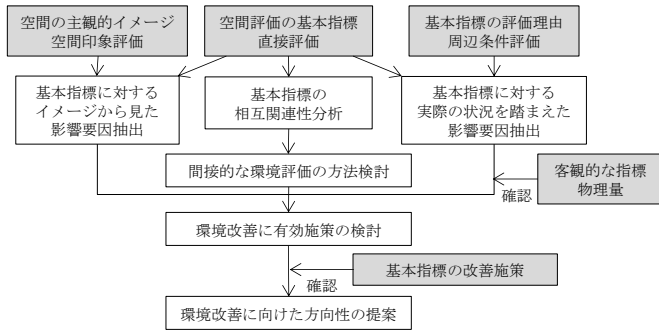 空間の主観的イメージ
空間印象評価
空間評価の基本指標
直接評価
基本指標の評価理由
周辺条件評価
基本指標に対する
イメージから見た
影響要因抽出
基本指標の
相互関連性分析
基本指標に対する
実際の状況を踏まえた
影響要因抽出
間接的な環境評価の方法検討
客観的な指標
物理量
確認
環境改善に有効施策の検討
基本指標の改善施策
確認
環境改善に向けた方向性の提案